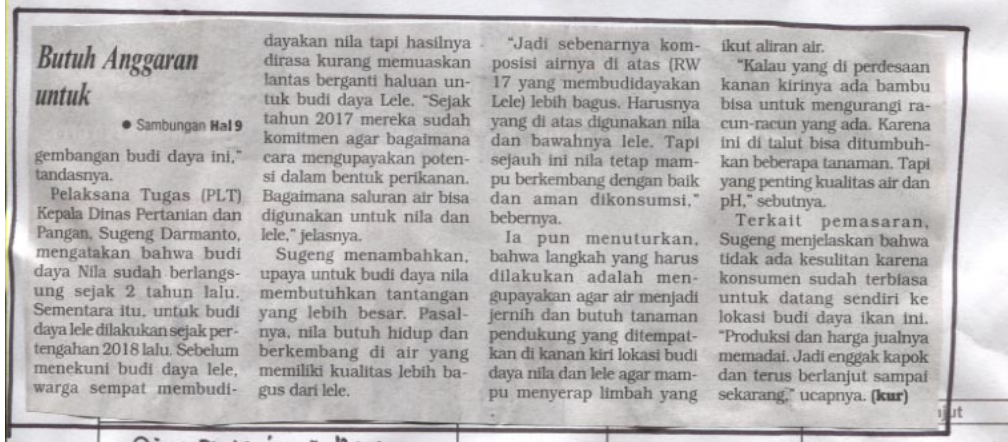 Butuh Anggaran
untuk
● Sambungan Hal 9
gembangan budi daya ini,"
tandasnya.
Pelaksana Tugas (PLT)
Kepala Dinas Pertanian dan
Pangan, Sugeng Darmanto,
mengatakan bahwa budi
daya Nila sudah berlangs-
ung sejak 2 tahun lalu.
Sementara itu, untuk budi
daya lele dilakukan sejak per-
tengahan 2018 lalu. Sebelum
menekuni budi daya lele,
warga sempat membudi-
dayakan nila tapi hasilnya
dirasa kurang memuaskan
lantas berganti haluan un-
tuk budi daya Lele. "Sejak
tahun 2017 mereka sudah
komitmen agar bagaimana
cara mengupayakan poten-
si dalam bentuk perikanan.
Bagaimana saluran air bisa
digunakan untuk nila dan
lele," jelasnya.
Sugeng menambahkan,
upaya untuk budi daya nila
membutuhkan tantangan
yang lebih besar. Pasal-
nya, nila butuh hidup dan
berkembang di air yang
memiliki kualitas lebih ba-
gus dari lele.
"Jadi sebenarnya kom-
posisi airnya di atas (RW
17 yang membudidayakan
Lele) lebih bagus. Harusnya
yang di atas digunakan nila
dan bawahnya lele. Tapi
sejauh ini nila tetap mam-
pu berkembang dengan baik
dan aman dikonsumsi,"
bebernya.
Ia pun menuturkan,
bahwa langkah yang harus
dilakukan adalah men-
gupayakan agar air menjadi
jernih dan butuh tanaman
pendukung yang ditempat-
kan di kanan kiri lokasi budi
daya nila dan lele agar mam-
pu menyerap limbah yang
ikut aliran air.
"Kalau yang di perdesaan
kanan kirinya ada bambu
bisa untuk mengurangi ra-
cun-racun yang ada. Karena
ini di talut bisa ditumbuh-
kan beberapa tanaman. Tapi
yang penting kualitas air dan
pH," sebutnya.
Terkait pemasaran,
Sugeng menjelaskan bahwa
tidak ada kesulitan karena
konsumen sudah terbiasa
untuk datang sendiri ke
lokasi budi daya ikan ini.
"Produksi dan harga jualnya
memadai. Jadi enggak kapok
dan terus berlanjut sampai
sekarang," ucapnya. (kur)